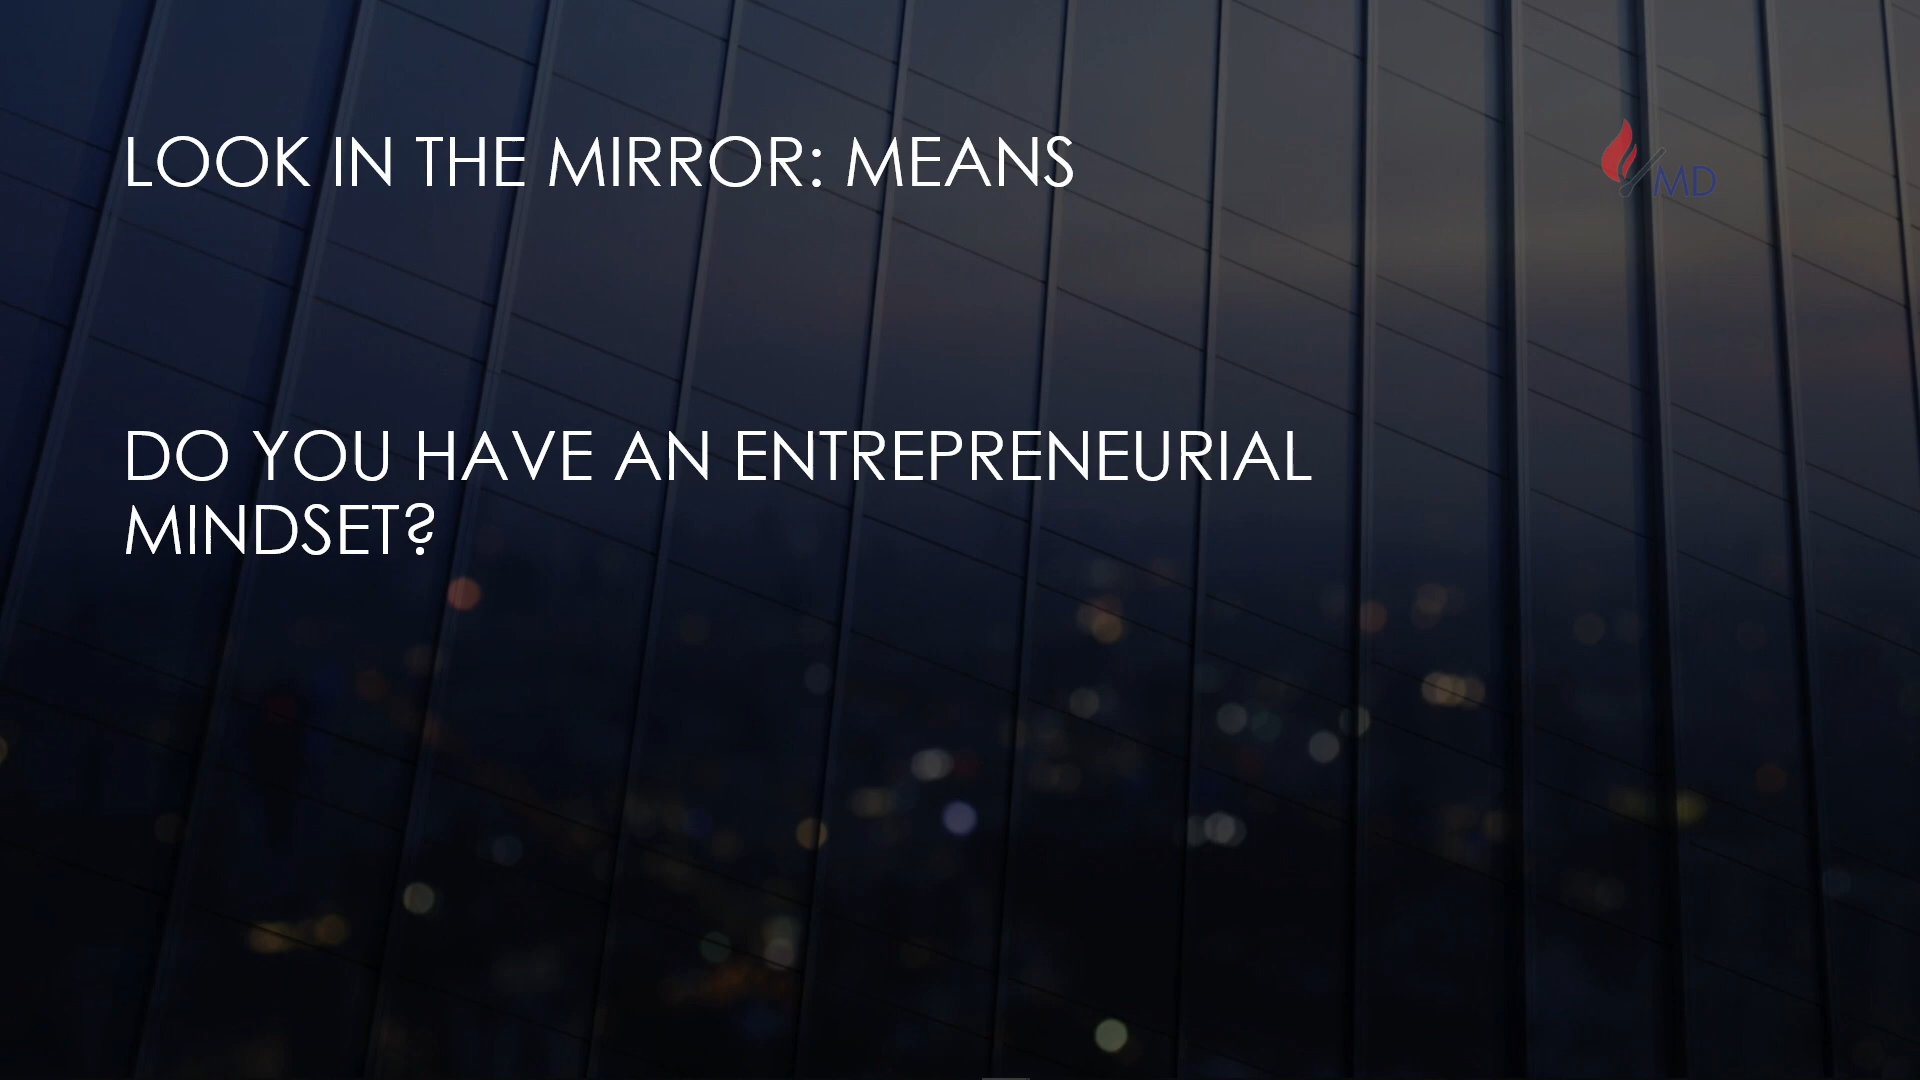 LOOK IN THE MIRROR: MEANS
MD
DO YOU HAVE AN ENTREPRENEURIAL
MINDSET?